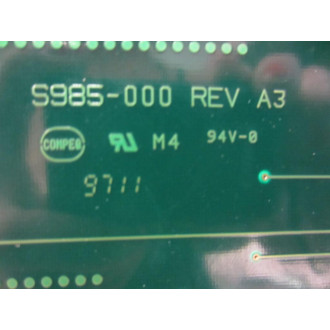 S985-000 REV A3
COMPEQ
M4 94V-0
9711